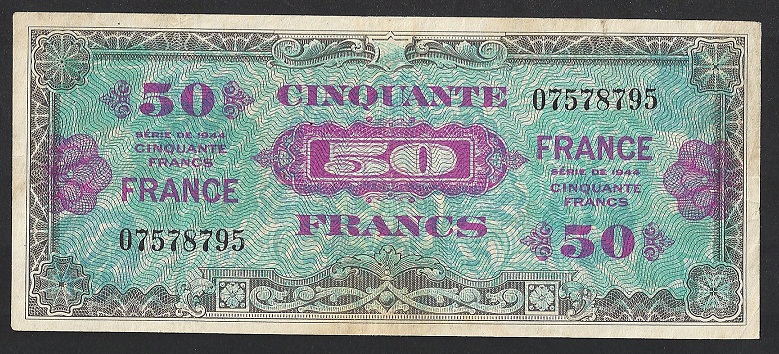 50
SÉRIE DE 1944
CINQUANTE
FRANCS
FRANCE
07578795
CINQUANTE
50
FRANCS
07578795
FRANCE
SÉRIE DE 1944
CINQUANTE
FRANCS
50